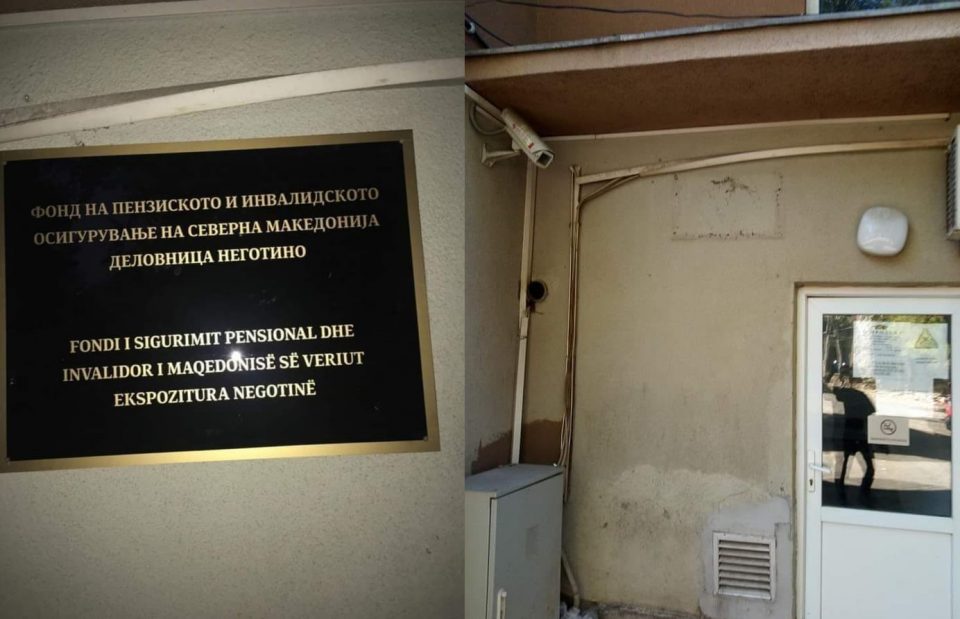 ФОНД НА ПЕНЗИСКОТО И ИНВАЛИДСКОТО
ОСИГУРУВАЊЕ НА СЕВЕРНА МАКЕДОНИЈА
ДЕЛОВНИЦА НЕГОТИНО
FONDI I SIGURIMIT PENSIONAL DHE
INVALIDOR I MAQEDONISË SË VERIUT
EKSPOZITURA NEGOTINË